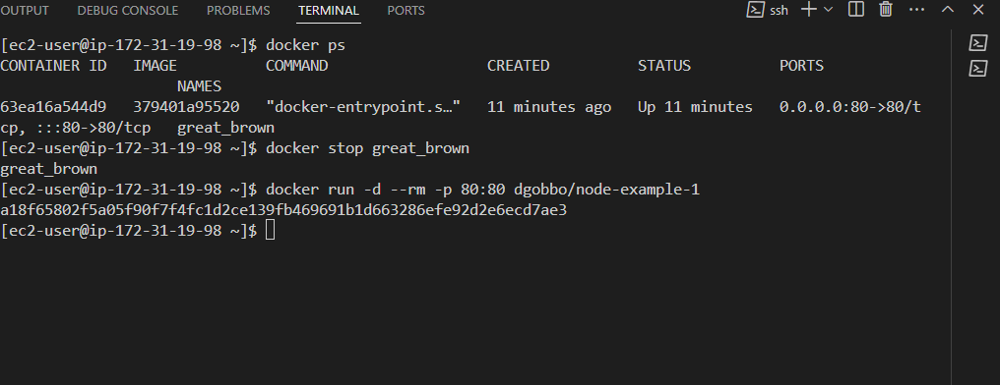 OUTPUT DEBUG CONSOLE PROBLEMS TERMINAL PORTS ssh
[ec2-user@ip-172-31-19-98 ~]$ docker ps
CONTAINER ID IMAGE COMMAND CREATED STATUS PORTS
NAMES
63ea16a544d9 379401a95520 "docker-entrypoint.s…" 11 minutes ago Up 11 minutes 0.0.0.0:80->80/t
cp, :::80->80/tcp great_brown
[ec2-user@ip-172-31-19-98 ~]$ docker stop great_brown
great_brown
[ec2-user@ip-172-31-19-98 ~]$ docker run -d --rm -p 80:80 dgobbo/node-example-1
a18f65802f5a05f90f7f4fc1d2ce139fb469691b1d663286efe92d2e6ecd7ae3
[ec2-user@ip-172-31-19-98 ~]$